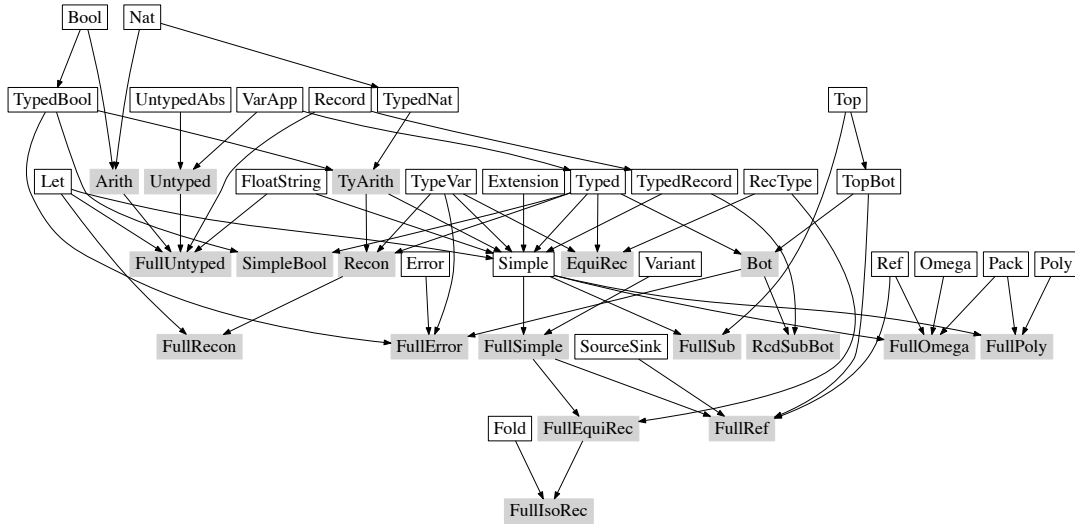 Bool
Nat
TypedBool
UntypedAbs
VarApp
Record
TypedNat
Top
Let
Arith
Untyped
FloatString
TyArith
TypeVar
Extension
Typed
TypedRecord
RecType
TopBot
FullUntyped
SimpleBool
Recon
Error
Simple
EquiRec
Variant
Bot
Ref
Omega
Pack
Poly
FullRecon
FullError
FullSimple
SourceSink
FullSub
RcdSubBot
FullOmega
FullPoly
Fold
FullEquiRec
FullRef
FullIsoRec